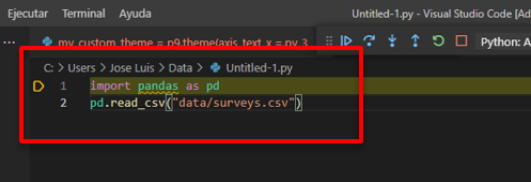 Ejecutar Terminal Ayuda Untitled-1.py - Visual Studio Code [Ad
my_custom_theme = p9.theme(axis_text_x = .py 3 Python: A
C: > Users > Jose Luis > Data > Untitled-1.py
1 import pandas as pd
2 pd.read_csv("data/surveys.csv")